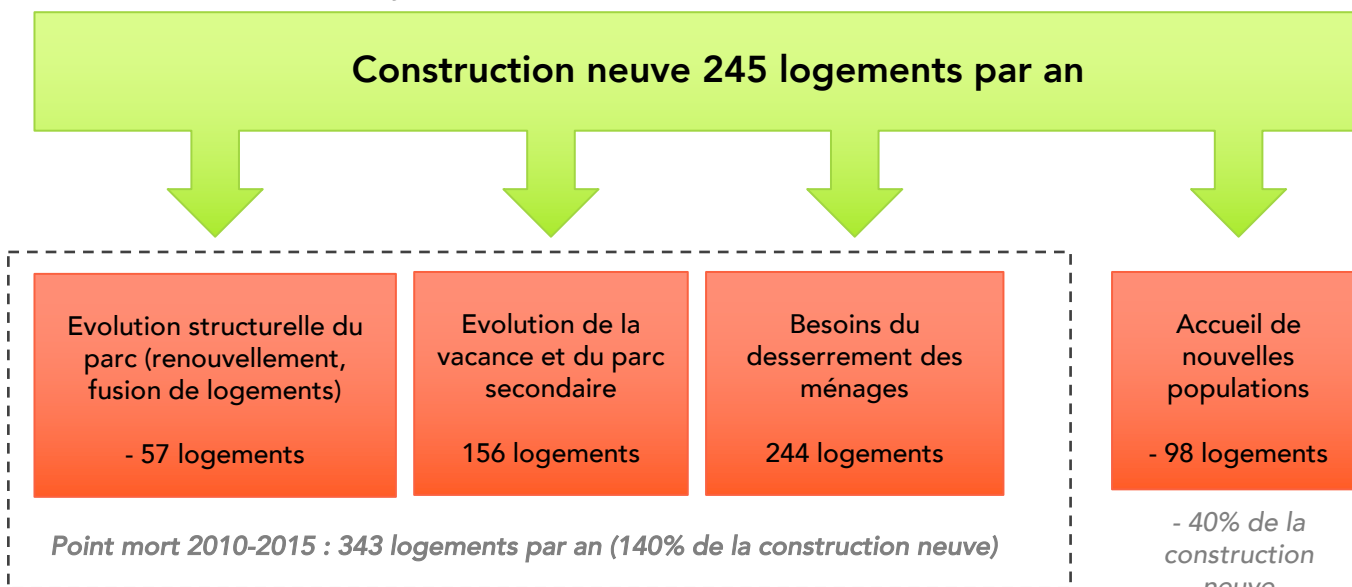 Construction neuve 245 logements par an
Evolution structurelle du
parc (renouvellement,
fusion de logements)
- 57 logements
Evolution de la
vacance et du parc
secondaire
156 logements
Besoins du
desserrement des
ménages
244 logements
Accueil de
nouvelles
populations
- 98 logements
Point mort 2010-2015 : 343 logements par an (140% de la construction neuve)
- 40% de la
construction
neuve